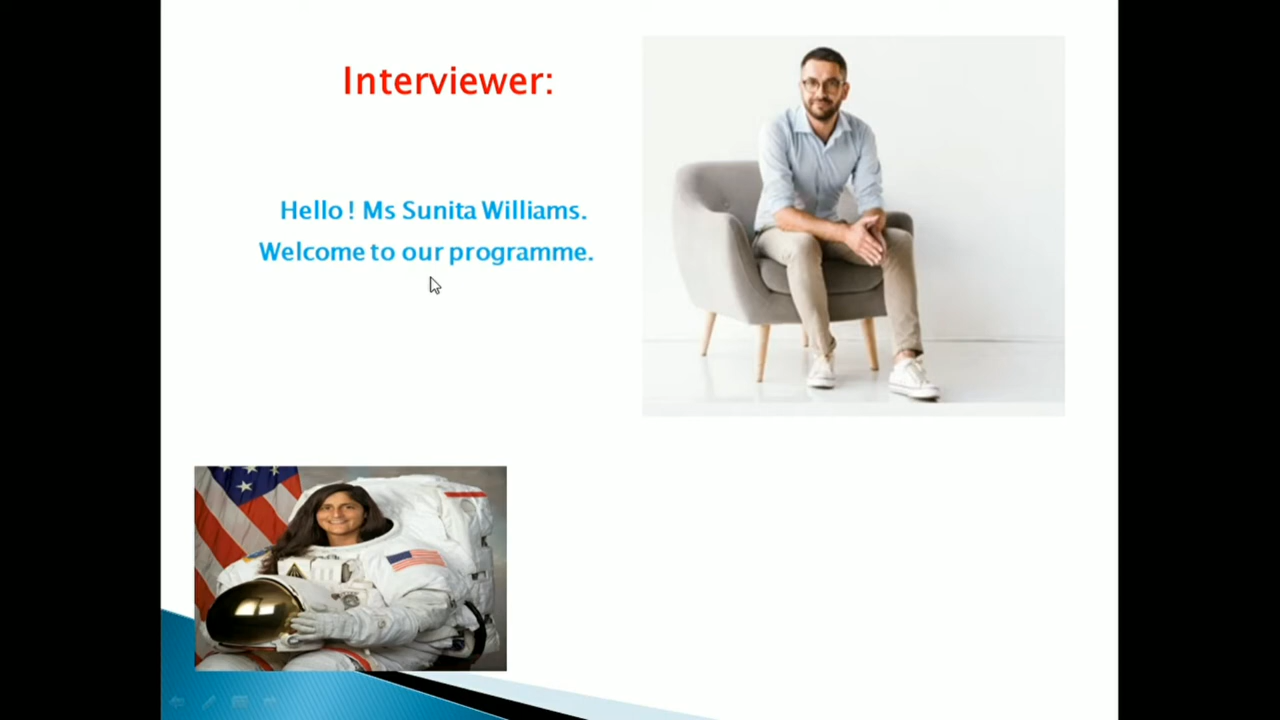 Interviewer:
Hello ! Ms Sunita Williams.
Welcome to our programme.